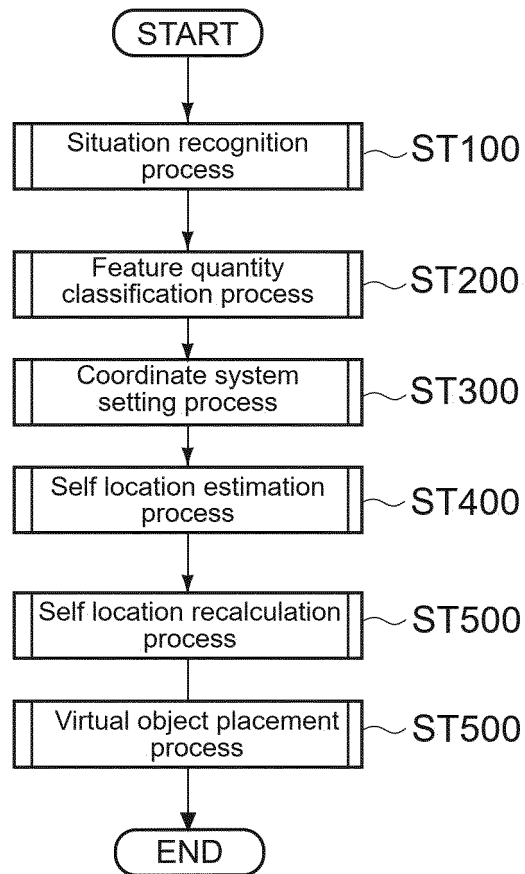 START
Situation recognition
process
ST100
Feature quantity
classification process
ST200
Coordinate system
setting process
ST300
Self location estimation
process
ST400
Self location recalculation
process
ST500
Virtual object placement
process
ST500
END